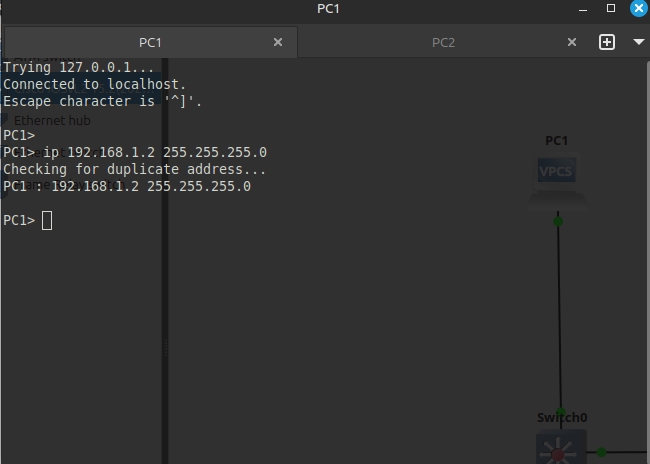 PC1
PC1
PC2
Trying 127.0.0.1...
Connected to localhost.
Escape character is '^]'.
Ethernet hub
PC1>
PC1> ip 192.168.1.2 255.255.255.0
Checking for duplicate address...
PC1 : 192.168.1.2 255.255.255.0
PC1>
PC1
VPCS
Switch0